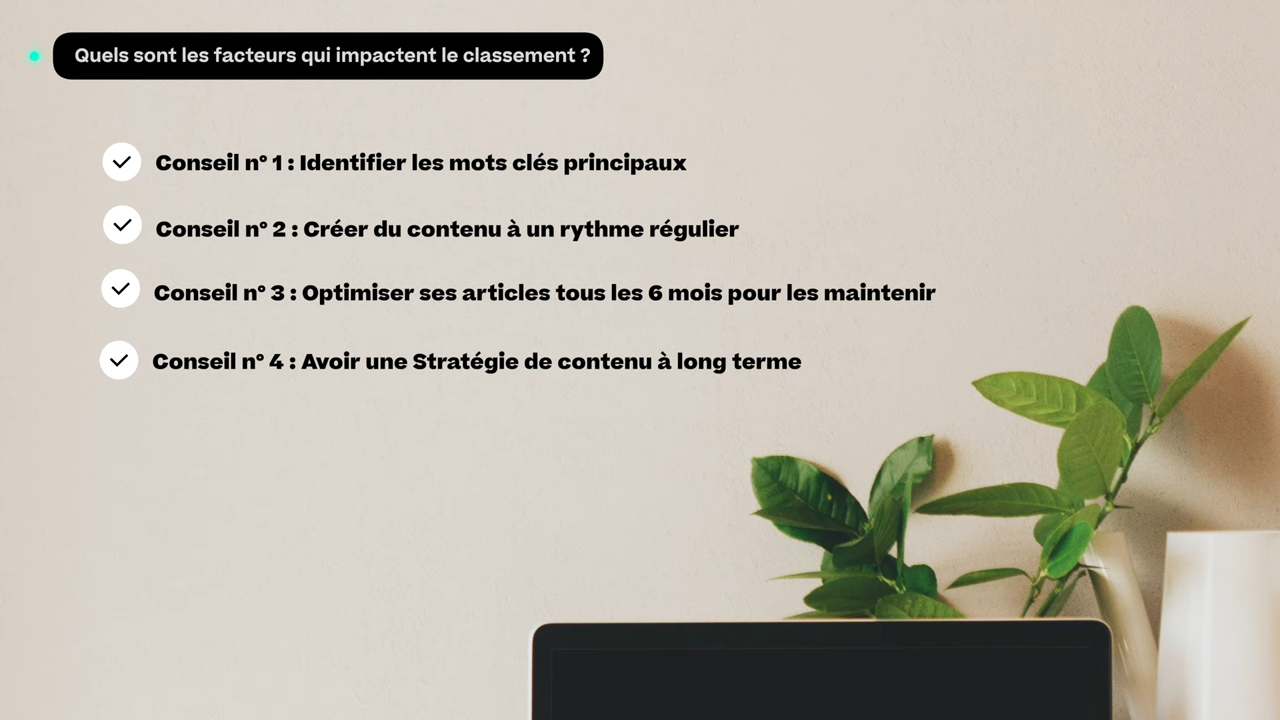 Quels sont les facteurs qui impactent le classement ?
Conseil n° 1 : Identifier les mots clés principaux
Conseil n° 2 : Créer du contenu à un rythme régulier
Conseil n° 3 : Optimiser ses articles tous les 6 mois pour les maintenir
Conseil n° 4 : Avoir une Stratégie de contenu à long terme